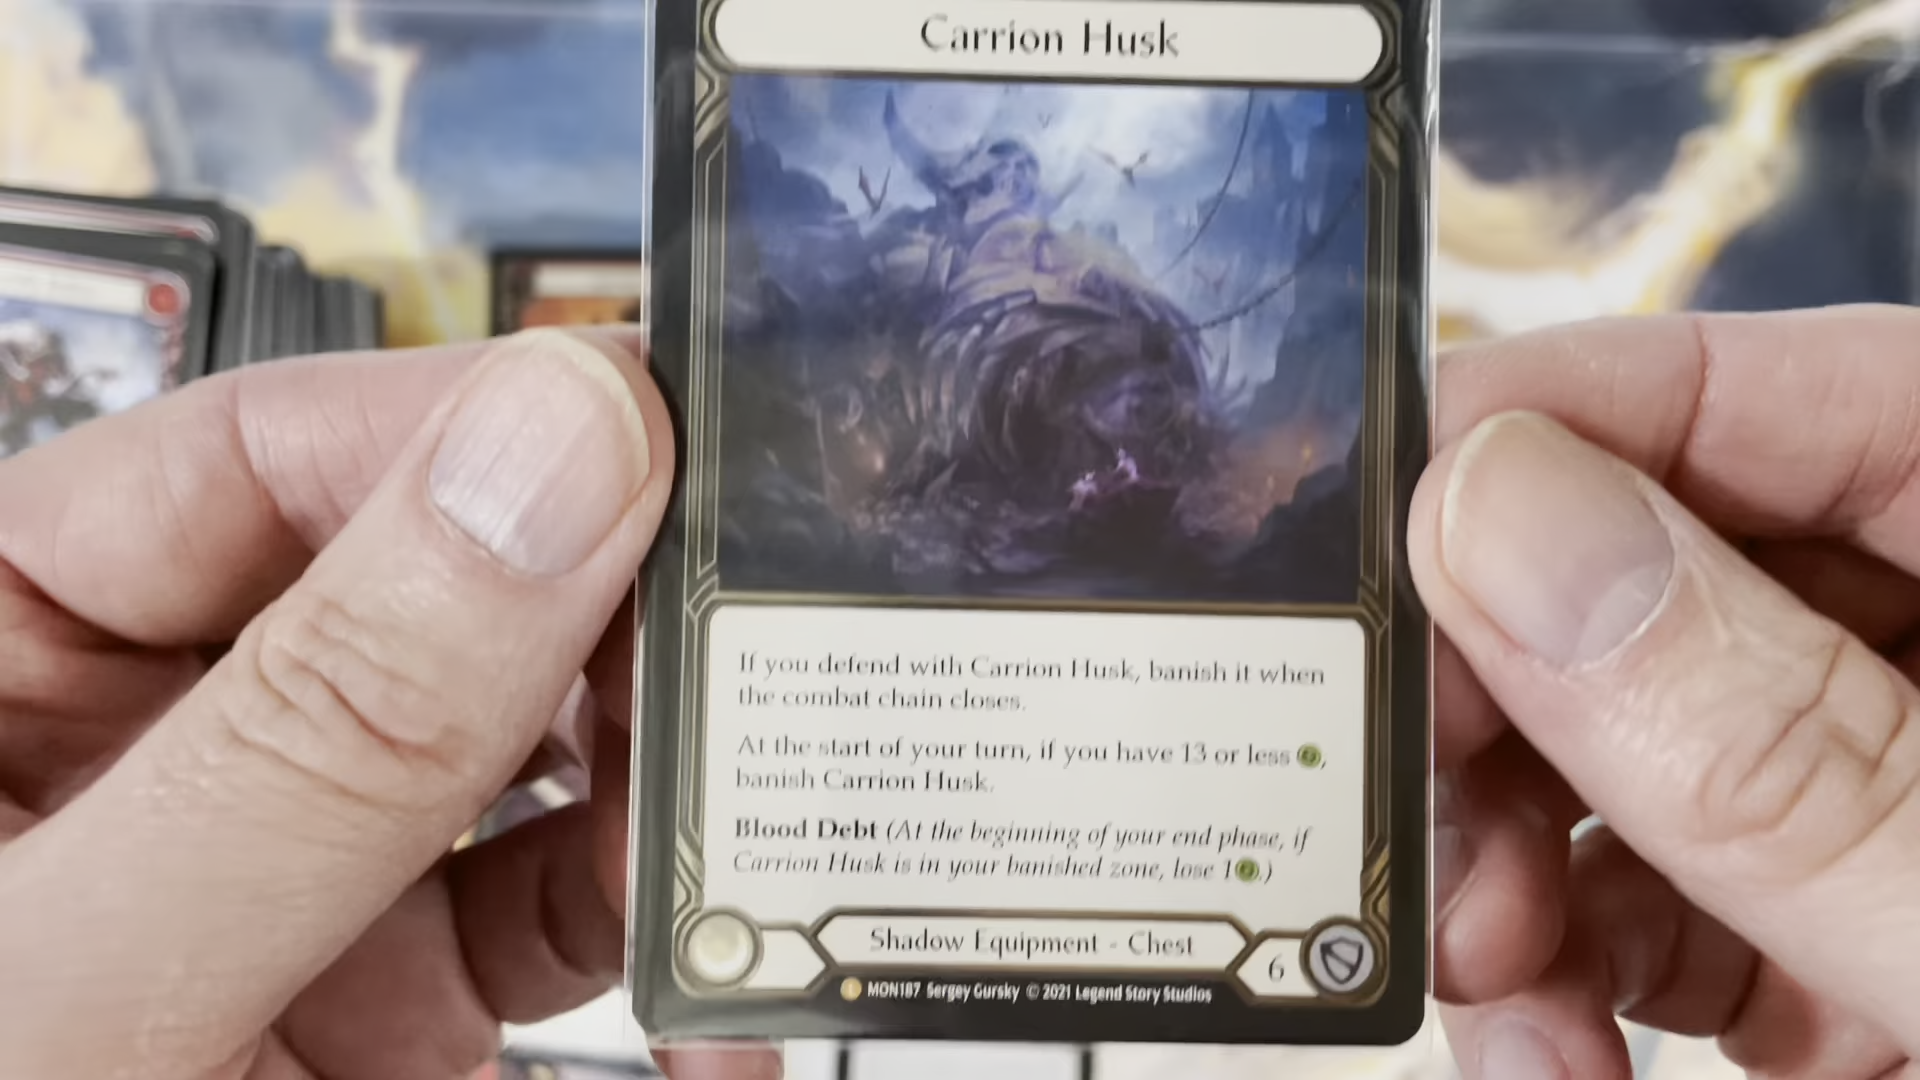 Carrion Husk
If you defend with Carrion Husk, banish it when
the combat chain closes.
At the start of your turn, if you have 13 or less
,
banish Carrion Husk.
Blood Debt (At the beginning of your end phase, if
Carrion Husk is in your banished zone, lose 1 .)
Shadow Equipment - Chest
6
L MON187 Sergey Gursky © 2021 Legend Story Studios